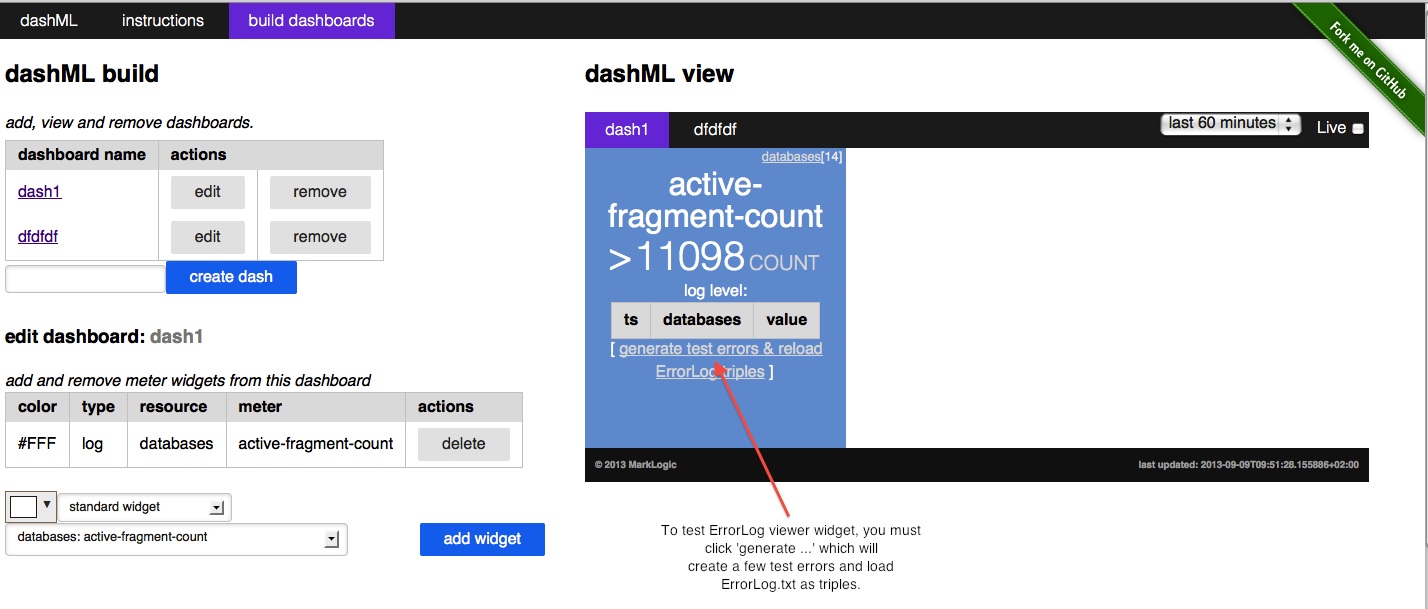 dashML instructions build dashboards
Fork me on GitHub
dashML build
add, view and remove dashboards.
dashboard name actions
dash1 edit remove
dfdfdf edit remove
create dash
edit dashboard: dash1
add and remove meter widgets from this dashboard
color type resource meter actions
#FFF log databases active-fragment-count delete
standard widget
databases: active-fragment-count
add widget
dashML view
dash1 dfdfdf last 60 minutes Live
databases[14]
active-
fragment-count
>11098 COUNT
log level:
ts databases value
[ generate test errors & reload
ErrorLog triples ]
© 2013 MarkLogic last updated: 2013-09-09T09:51:28.155886+02:00
To test ErrorLog viewer widget, you must
click 'generate ...' which will
create a few test errors and load
ErrorLog.txt as triples.